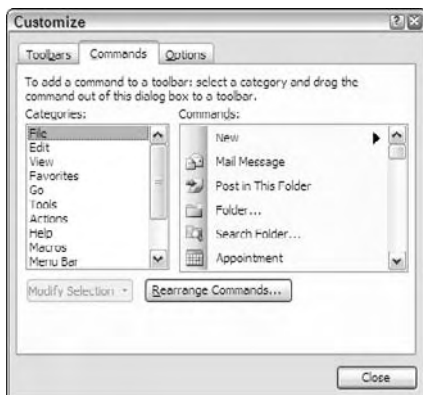 Customize
Toolbars Commands Options
To add a command to a toolbar: select a category and drag the
command out of this dialog box to a toolbar.
Categories: Commands:
File New
Edit Mail Message
View Post in This Folder
Favorites Folder...
Go Search Folder...
Tools Appointment
Actions
Help
Macros
Menu Bar
Modify Selection Rearrange Commands...
Close